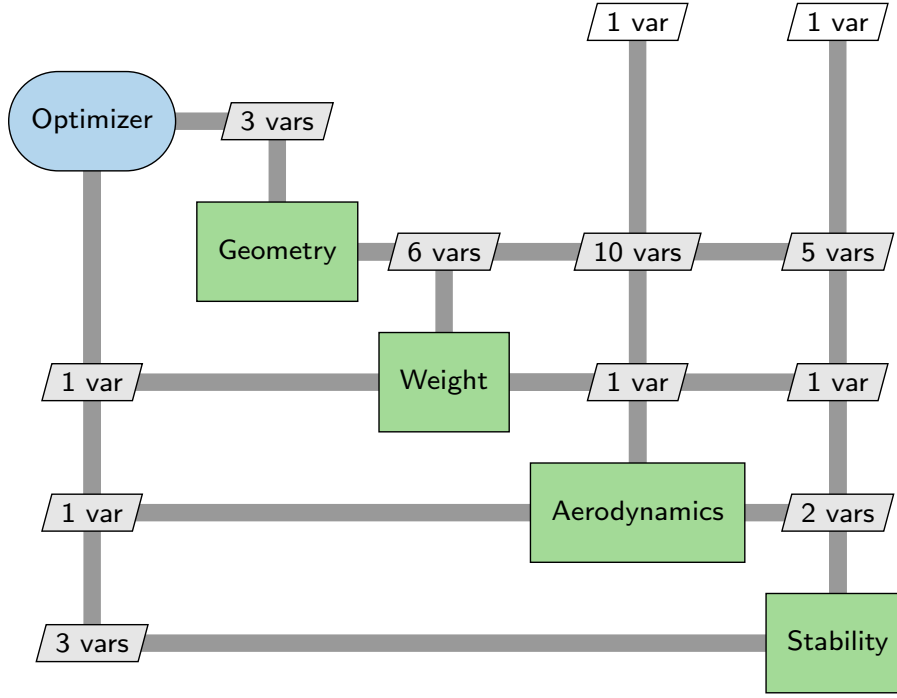 1 var
1 var
Optimizer
3 vars
Geometry
6 vars
10 vars
5 vars
1 var
Weight
1 var
1 var
1 var
Aerodynamics
2 vars
3 vars
Stability